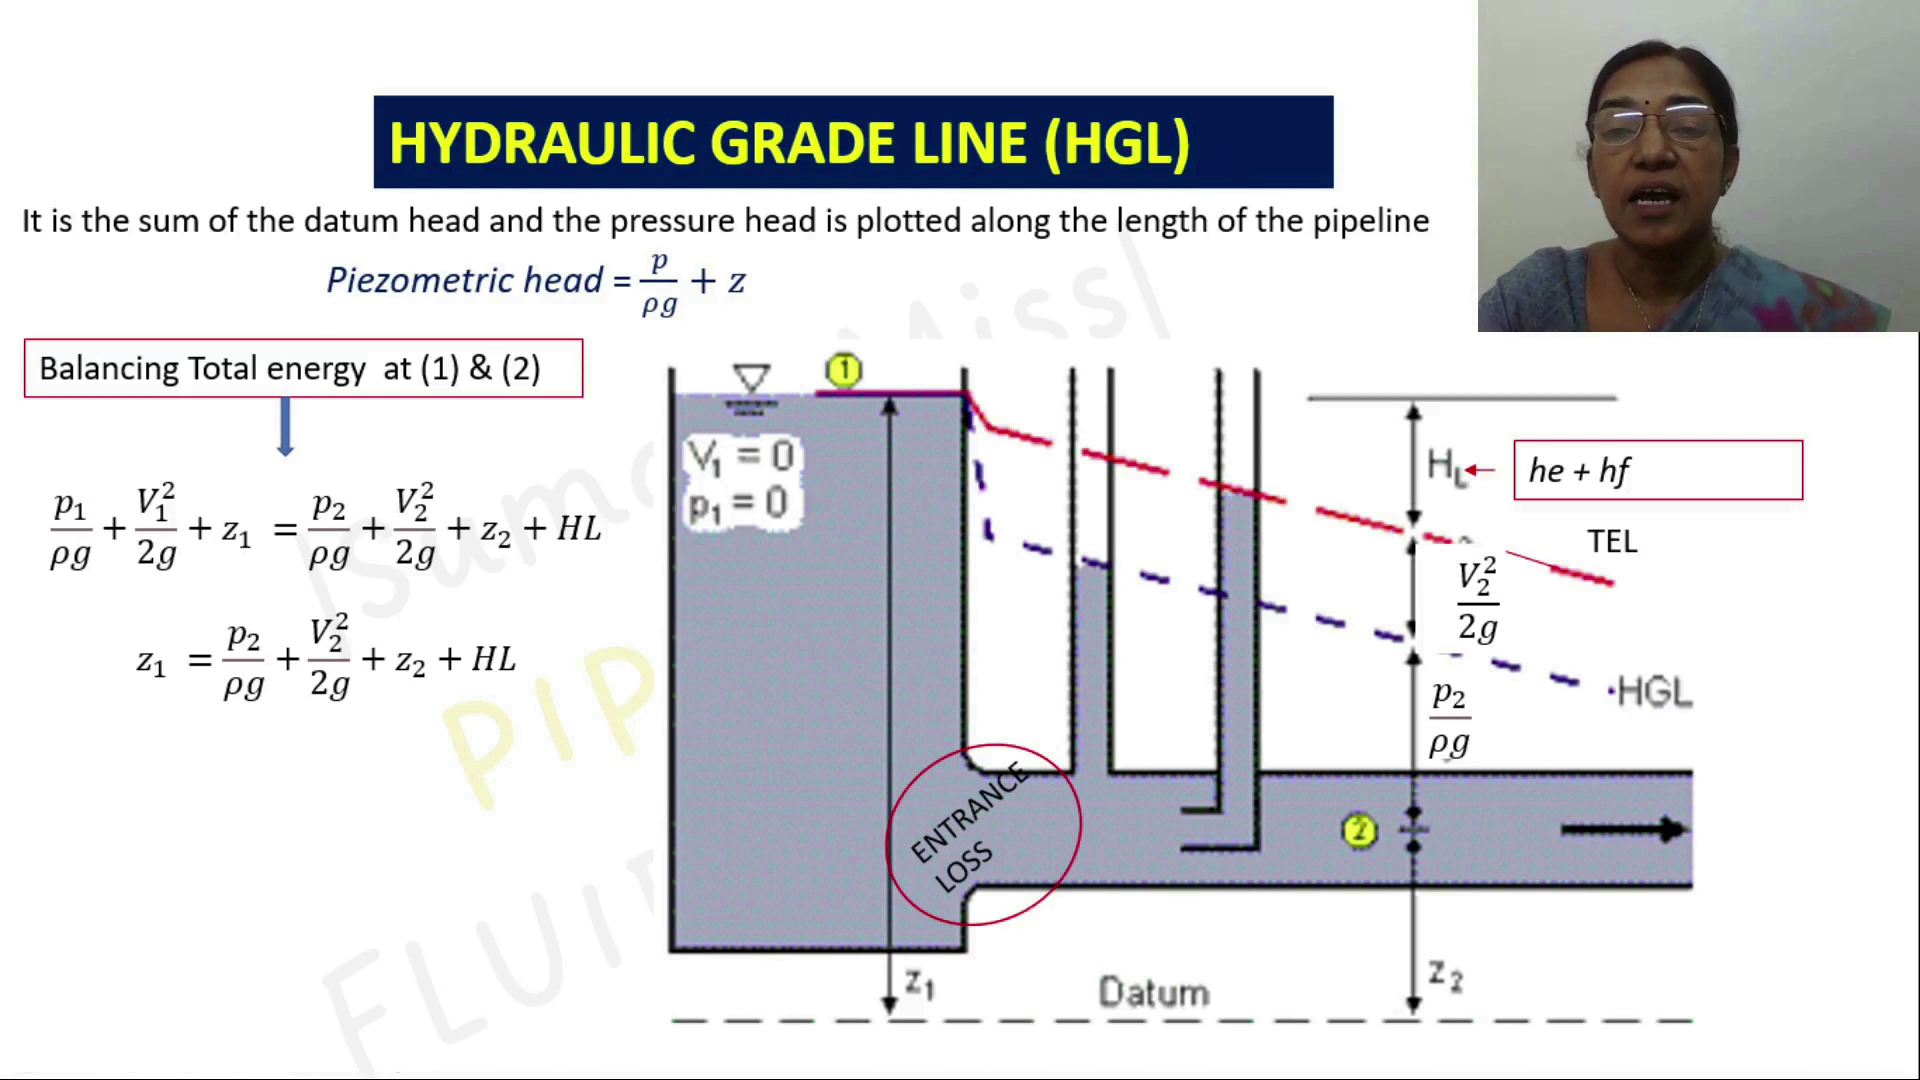 HYDRAULIC GRADE LINE (HGL)
It is the sum of the datum head and the pressure head is plotted along the length of the pipeline
Piezometric head = p/ρg + z
Balancing Total energy at (1) & (2)
p₁/ρg + V₁²/2g + z₁ = p₂/ρg + V₂²/2g + z₂ + HL
z₁ = p₂/ρg + V₂²/2g + z₂ + HL
1
V₁ = 0
p₁ = 0
H_L
he + hf
TEL
V₂²/2g
HGL
p₂/ρg
ENTRANCE
LOSS
2
z₁
Datum
z₂